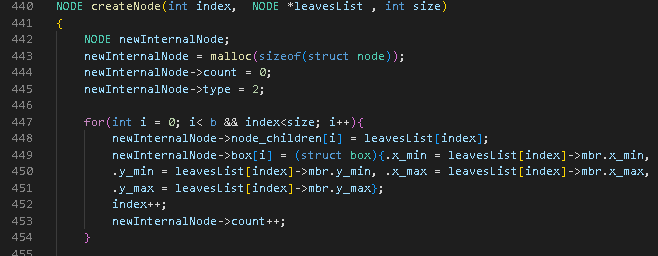 440 NODE createNode(int index,  NODE *leavesList , int size)
441 {
442     NODE newInternalNode;
443     newInternalNode = malloc(sizeof(struct node));
444     newInternalNode->count = 0;
445     newInternalNode->type = 2;
446
447     for(int i = 0; i< b && index<size; i++){
448         newInternalNode->node_children[i] = leavesList[index];
449         newInternalNode->box[i] = (struct box){.x_min = leavesList[index]->mbr.x_min,
450         .y_min = leavesList[index]->mbr.y_min, .x_max = leavesList[index]->mbr.x_max,
451         .y_max = leavesList[index]->mbr.y_max};
452         index++;
453         newInternalNode->count++;
454     }
455